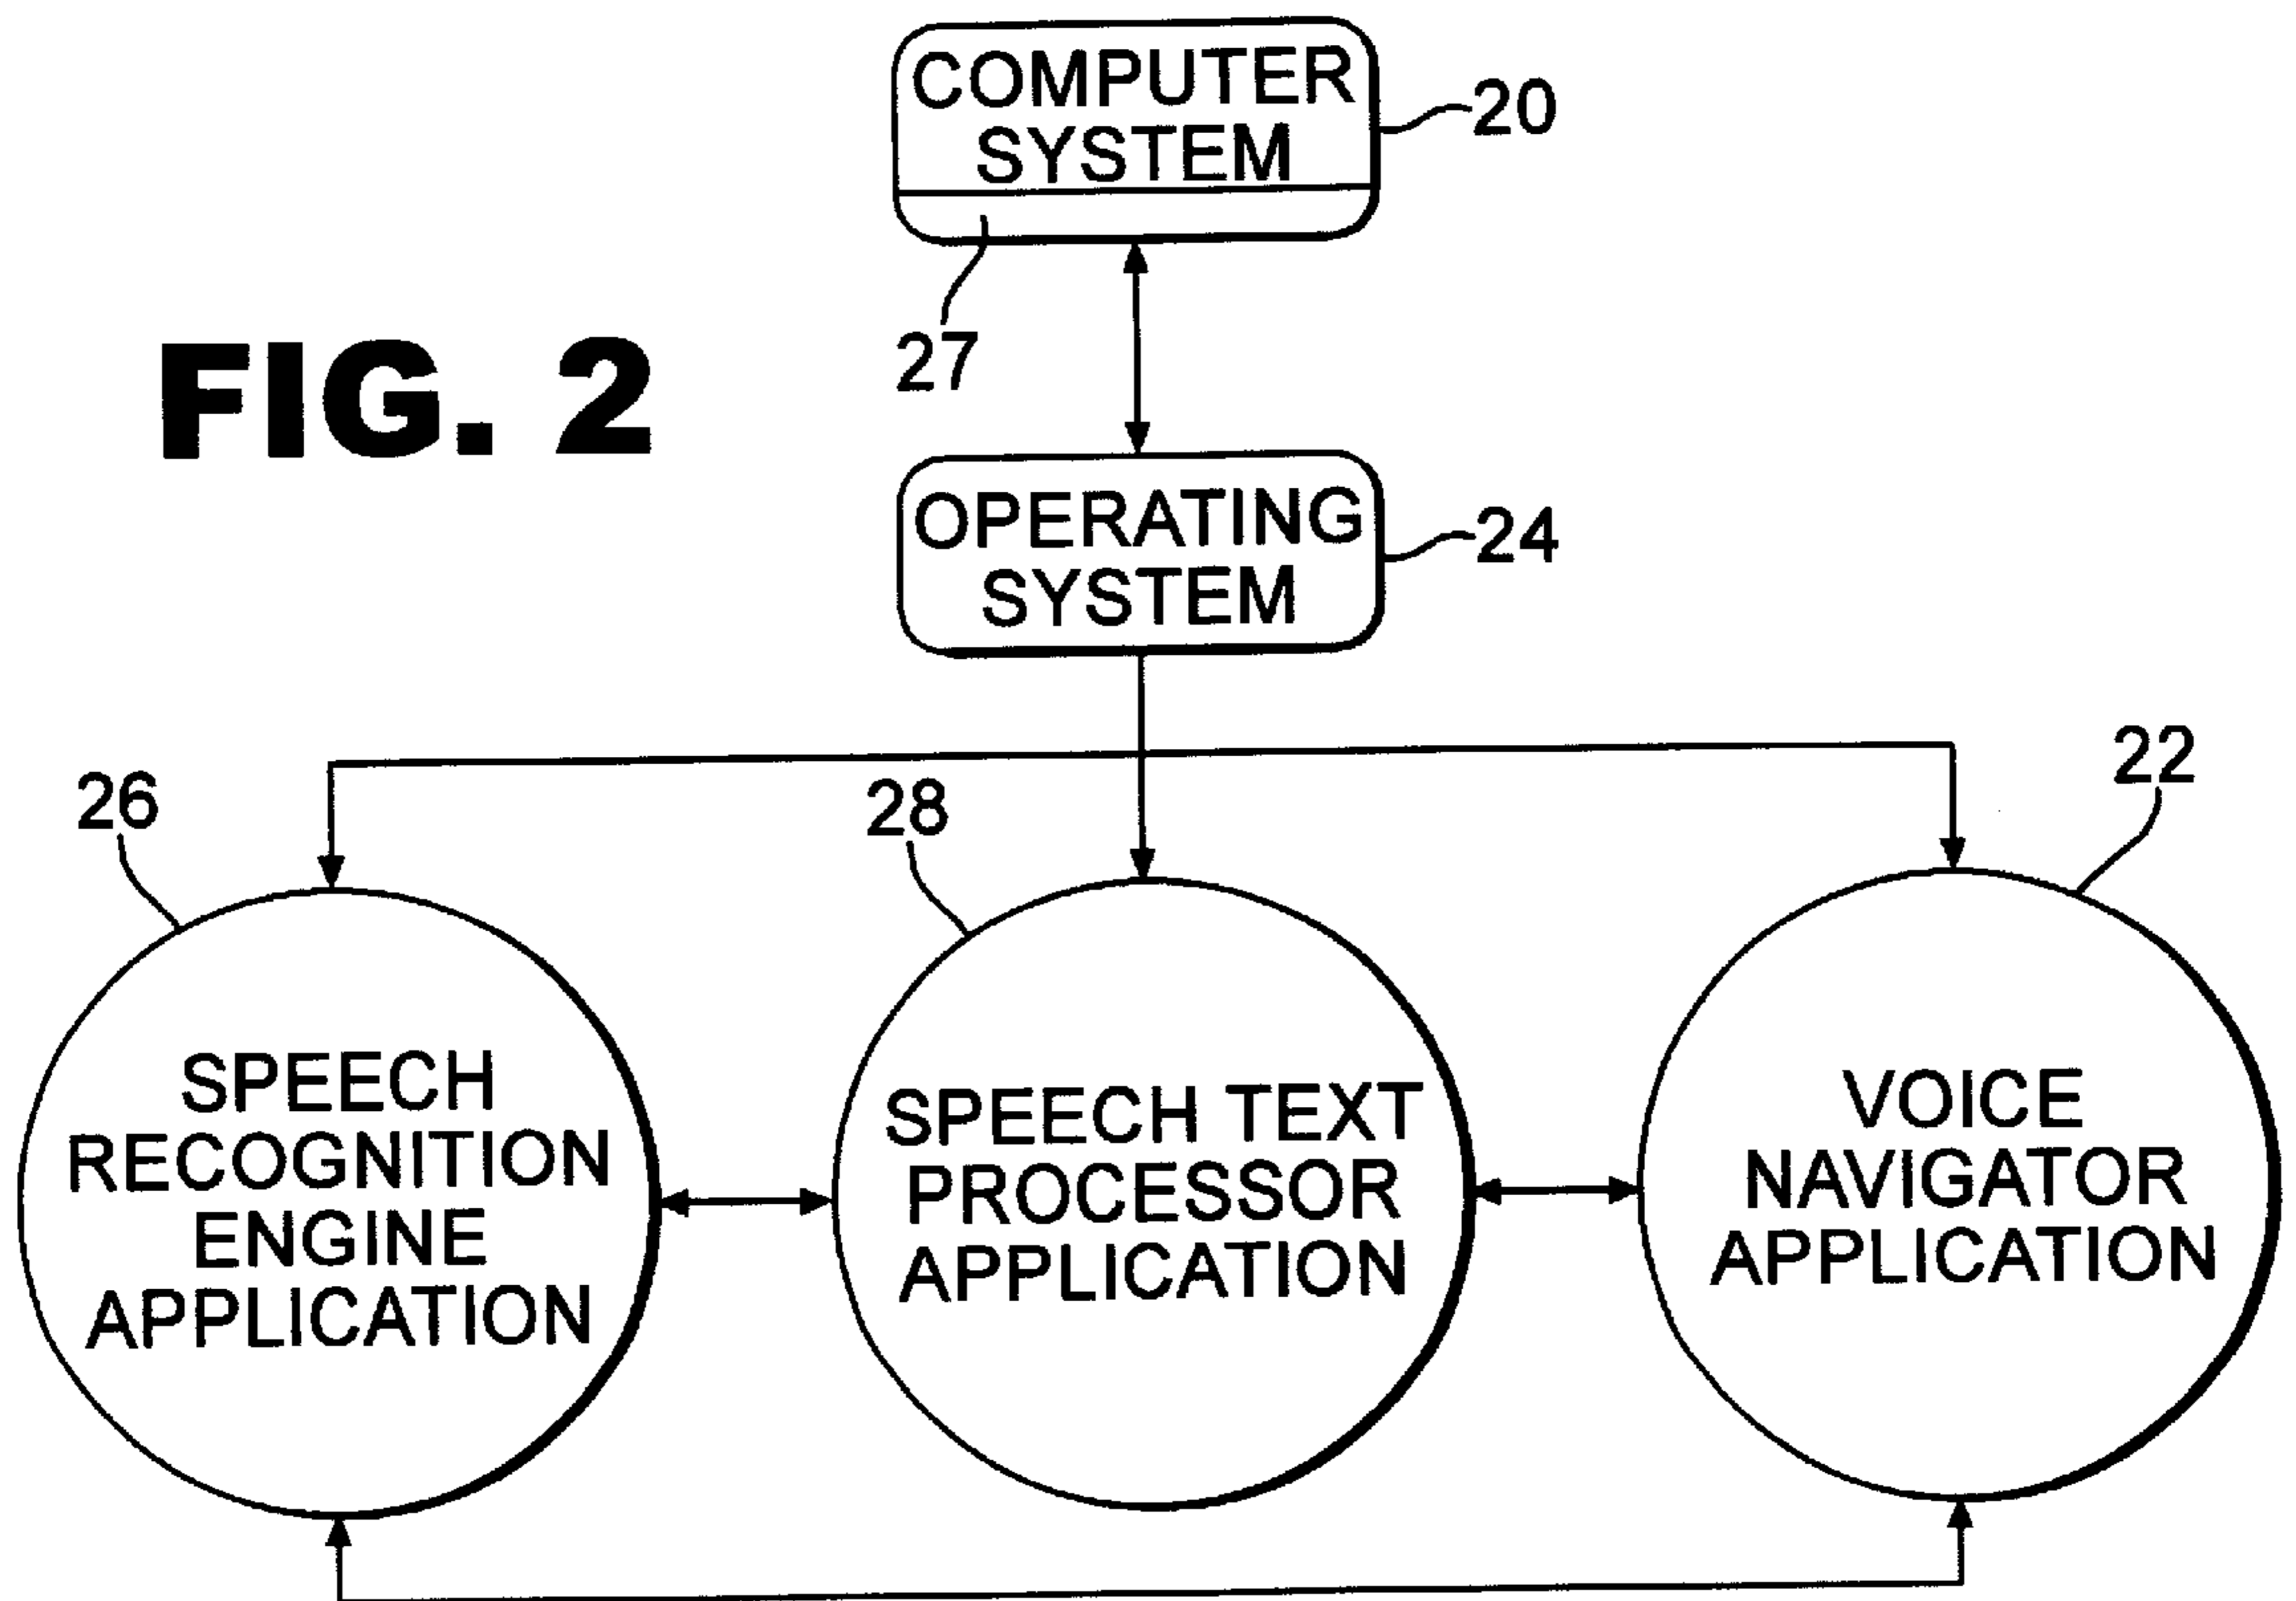 COMPUTER
SYSTEM
20
27
FIG. 2
OPERATING
SYSTEM
24
26
28
22
SPEECH
RECOGNITION
ENGINE
APPLICATION
SPEECH TEXT
PROCESSOR
APPLICATION
VOICE
NAVIGATOR
APPLICATION